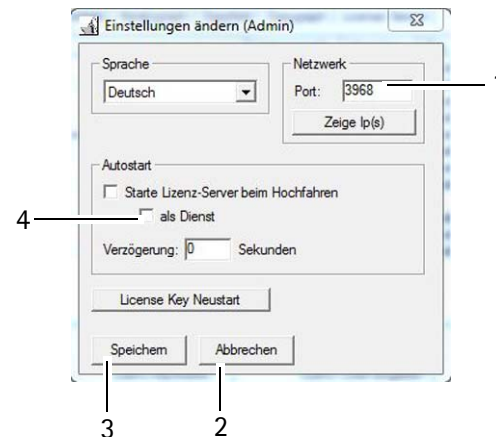 Einstellungen ändern (Admin)
Sprache
Deutsch
Netzwerk
Port: 3968
Zeige Ip(s)
Autostart
Starte Lizenz-Server beim Hochfahren
als Dienst
Verzögerung: 0 Sekunden
License Key Neustart
Speichern Abbrechen
4
3
2